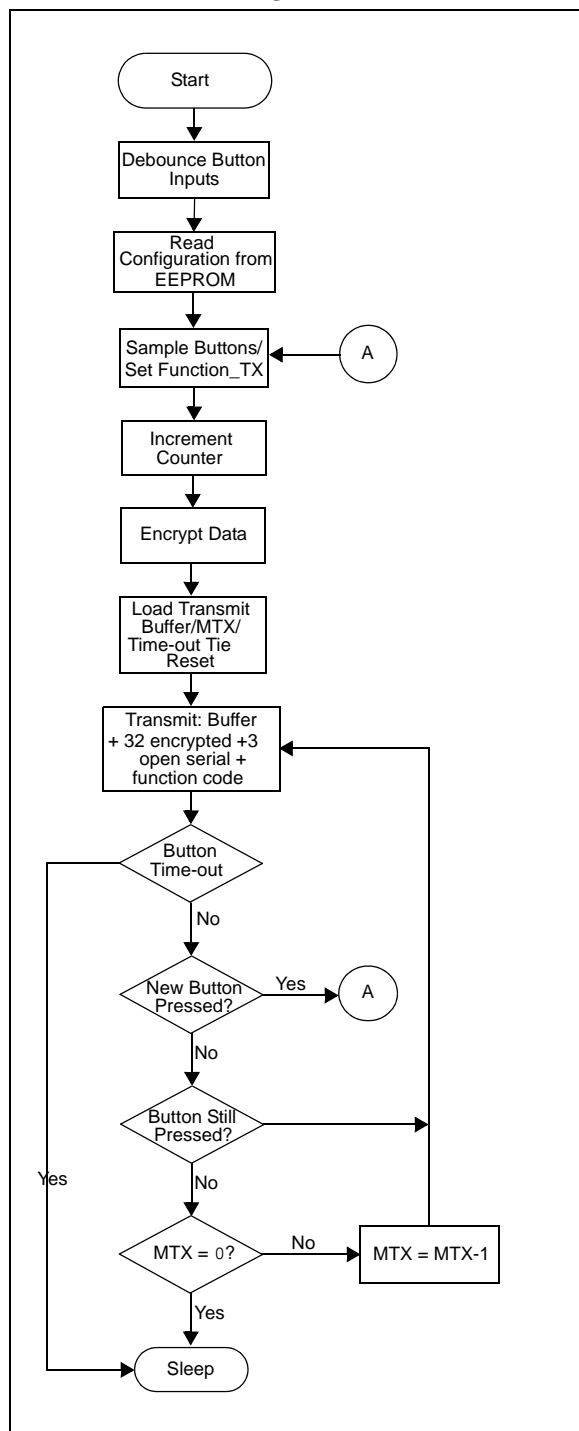 Start
Debounce Button
Inputs
Read
Configuration from
EEPROM
Sample Buttons/
Set Function_TX
A
Increment
Counter
Encrypt Data
Load Transmit
Buffer/MTX/
Time-out Tie
Reset
Transmit: Buffer
+ 32 encrypted +3
open serial +
function code
Button
Time-out
No
New Button
Pressed?
Yes
A
No
Button Still
Pressed?
Yes
No
MTX = 0?
No
MTX = MTX-1
Yes
Sleep